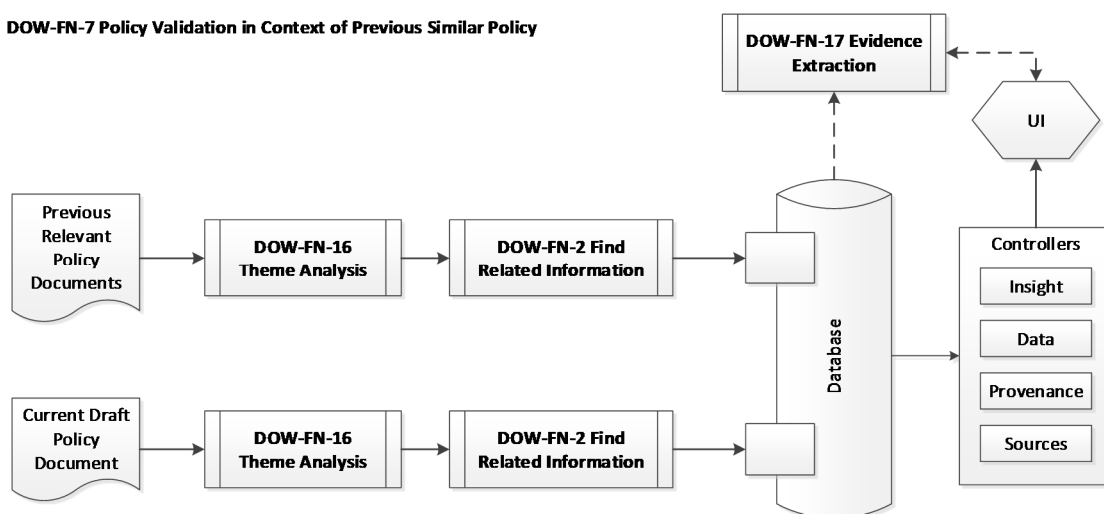 DOW-FN-7 Policy Validation in Context of Previous Similar Policy
DOW-FN-17 Evidence
Extraction
UI
Previous
Relevant
Policy
Documents
DOW-FN-16
Theme Analysis
DOW-FN-2 Find
Related Information
Database
Controllers
Insight
Data
Provenance
Sources
Current Draft
Policy
Document
DOW-FN-16
Theme Analysis
DOW-FN-2 Find
Related Information